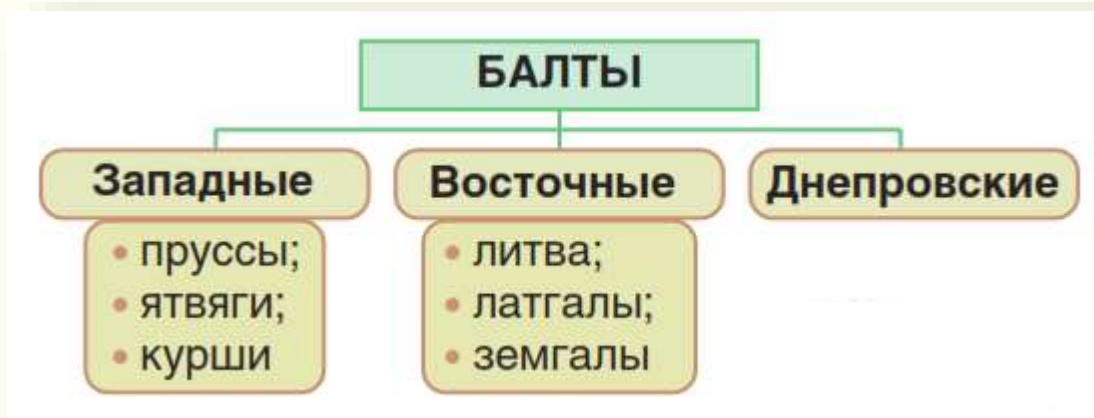 БАЛТЫ
Западные
• пруссы;
• ятвяги;
• курши
Восточные
• литва;
• латгалы;
• земгалы
Днепровские